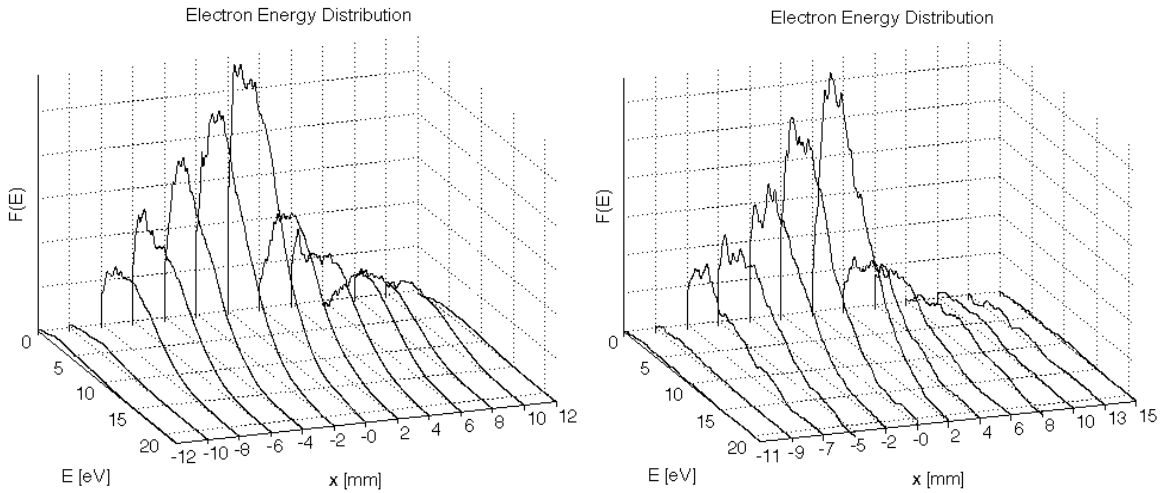 Electron Energy Distribution
F(E)
0
5
10
15
20
E [eV]
-12 -10 -8 -6 -4 -2 -0 2 4 6 8 10 12
x [mm]
Electron Energy Distribution
F(E)
0
5
10
15
20
E [eV]
-11 -9 -7 -5 -2 -0 2 4 6 8 10 13 15
x [mm]